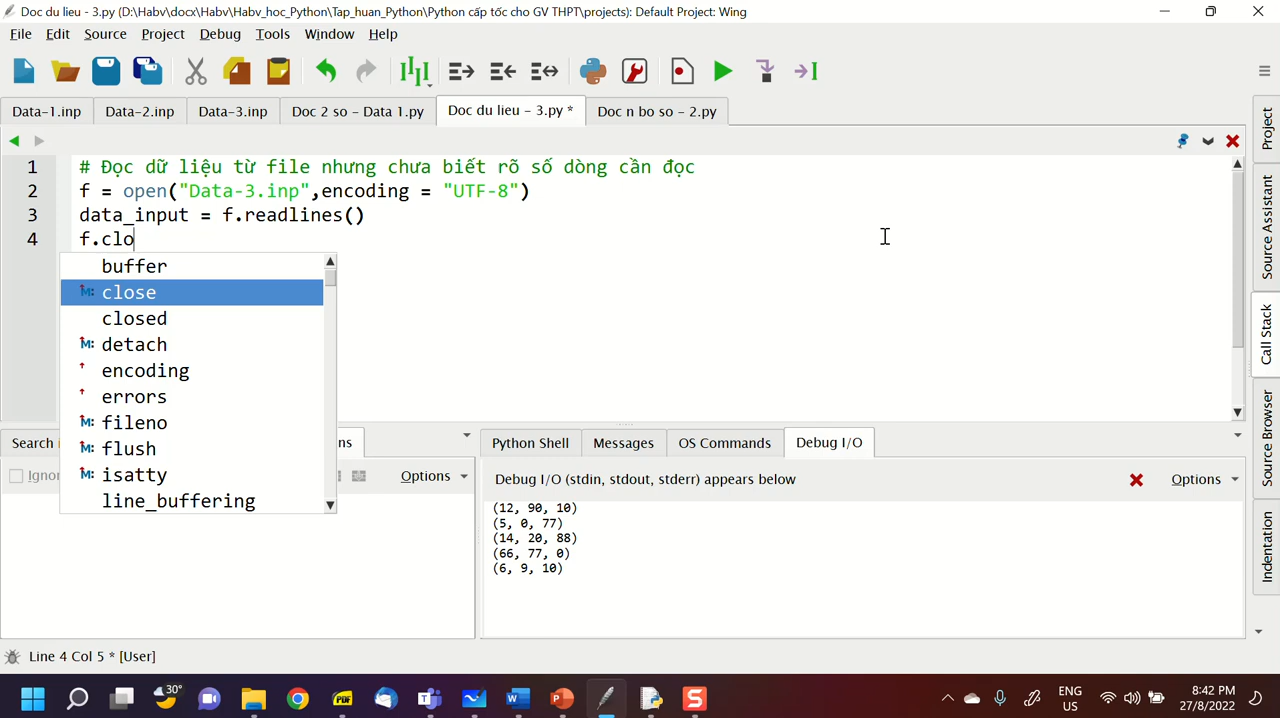 Doc du lieu - 3.py (D:\Habv\docx\Habv\Habv_hoc_Python\Tap_huan_Python\Python cấp tốc cho GV THPT\projects): Default Project: Wing
File Edit Source Project Debug Tools Window Help
Data-1.inp Data-2.inp Data-3.inp Doc 2 so - Data 1.py Doc du lieu - 3.py * Doc n bo so - 2.py
1 # Đọc dữ liệu từ file nhưng chưa biết rõ số dòng cần đọc
2 f = open("Data-3.inp",encoding = "UTF-8")
3 data_input = f.readlines()
4 f.clo
buffer
close
closed
detach
encoding
errors
fileno
flush
isatty
line_buffering
Search
ns
Ignor
Options
Python Shell Messages OS Commands Debug I/O
Debug I/O (stdin, stdout, stderr) appears below
Options
(12, 90, 10)
(5, 0, 77)
(14, 20, 88)
(66, 77, 0)
(6, 9, 10)
Project
Source Assistant
Call Stack
Source Browser
Indentation
Line 4 Col 5 * [User]
30°
PDF
ENG
US
8:42 PM
27/8/2022